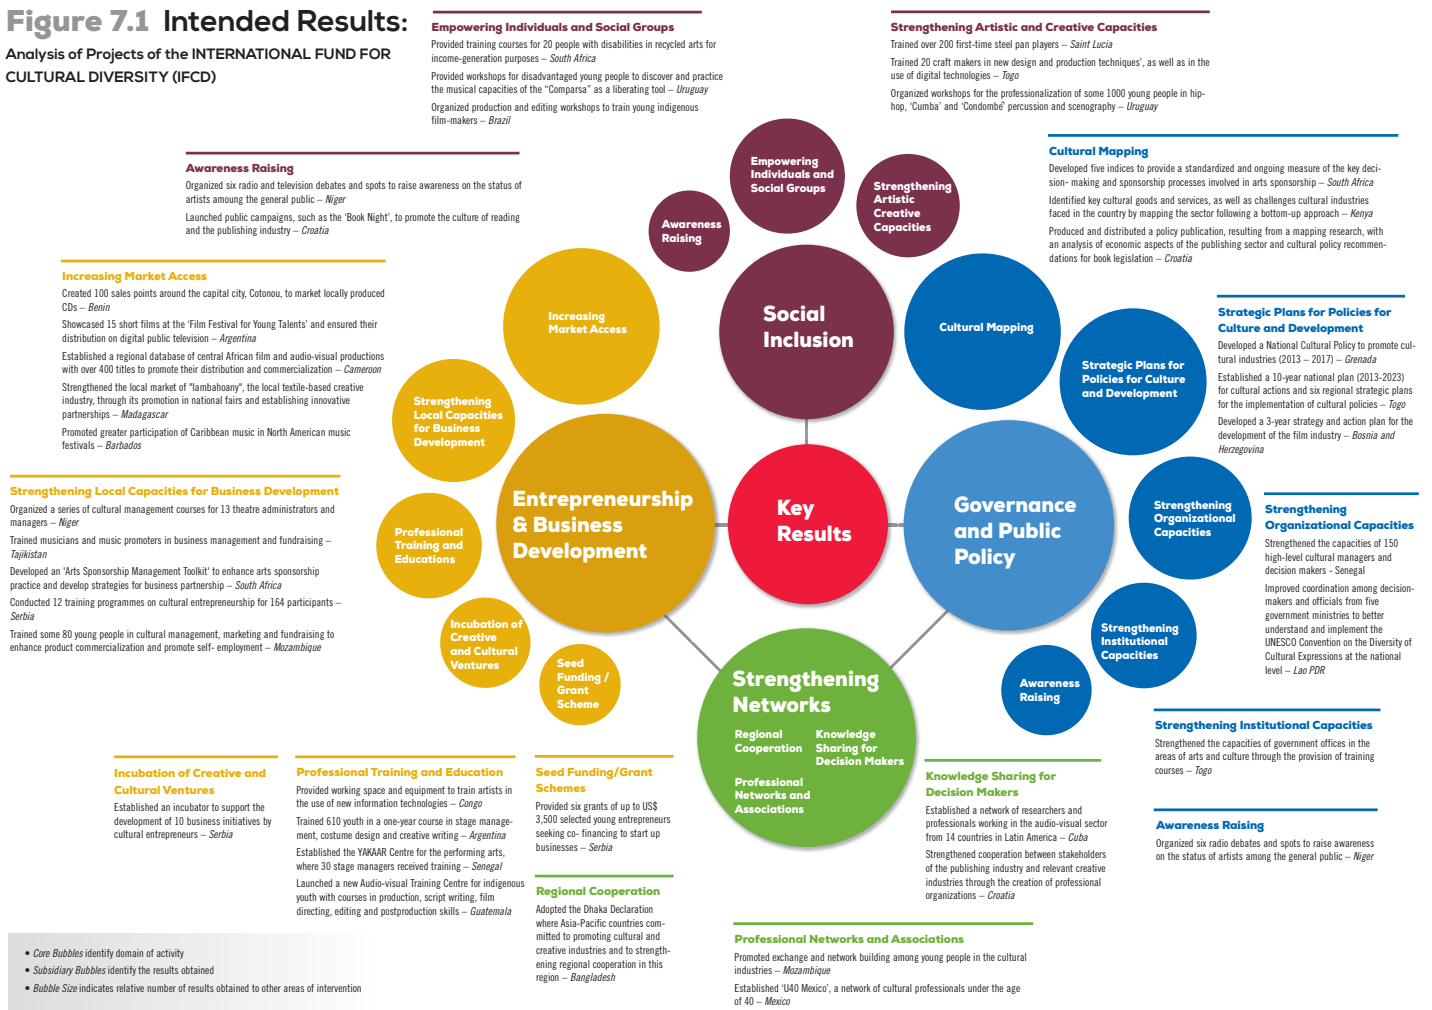 Figure 7.1 Intended Results:
Analysis of Projects of the INTERNATIONAL FUND FOR
CULTURAL DIVERSITY (IFCD)
Empowering Individuals and Social Groups
Provided training courses for 20 people with disabilities in recycled arts for
income-generation purposes – South Africa
Provided workshops for disadvantaged young people to discover and practice
the musical capacities of the “Comparsa” as a liberating tool – Uruguay
Organized production and editing workshops to train young indigenous
film-makers – Brazil
Strengthening Artistic and Creative Capacities
Trained over 200 first-time steel pan players – Saint Lucia
Trained 20 craft makers in new design and production techniques’, as well as in the
use of digital technologies – Togo
Organized workshops for the professionalization of some 1000 young people in hip-
hop, ‘Cumba’ and ‘Condombé’ percussion and scenography – Uruguay
Awareness Raising
Organized six radio and television debates and spots to raise awareness on the status of
artists amoung the general public – Niger
Launched public campaigns, such as the ‘Book Night’, to promote the culture of reading
and the publishing industry – Croatia
Cultural Mapping
Developed five indices to provide a standardized and ongoing measure of the key deci-
sion- making and sponsorship processes involved in arts sponsorship – South Africa
Identified key cultural goods and services, as well as challenges cultural industries
faced in the country by mapping the sector following a bottom-up approach – Kenya
Produced and distributed a policy publication, resulting from a mapping research, with
an analysis of economic aspects of the publishing sector and cultural policy recommen-
dations for book legislation – Croatia
Increasing Market Access
Created 100 sales points around the capital city, Cotonou, to market locally produced
CDs – Benin
Showcased 15 short films at the ‘Film Festival for Young Talents’ and ensured their
distribution on digital public television – Argentina
Established a regional database of central African film and audio-visual productions
with over 400 titles to promote their distribution and commercialization – Cameroon
Strengthened the local market of "lambahoany", the local textile-based creative
industry, through its promotion in national fairs and establishing innovative
partnerships – Madagascar
Promoted greater participation of Caribbean music in North American music
festivals – Barbados
Strategic Plans for Policies for
Culture and Development
Developed a National Cultural Policy to promote cul-
tural industries (2013 – 2017) – Grenada
Established a 10-year national plan (2013-2023)
for cultural actions and six regional strategic plans
for the implementation of cultural policies – Togo
Developed a 3-year strategy and action plan for the
development of the film industry – Bosnia and
Herzegovina
Strengthening Local Capacities for Business Development
Organized a series of cultural management courses for 13 theatre administrators and
managers – Niger
Trained musicians and music promoters in business management and fundraising –
Tajikistan
Developed an 'Arts Sponsorship Management Toolkit' to enhance arts sponsorship
practice and develop strategies for business partnership – South Africa
Conducted 12 training programmes on cultural entrepreneurship for 164 participants –
Serbia
Trained some 80 young people in cultural management, marketing and fundraising to
enhance product commercialization and promote self- employment – Mozambique
Strengthening
Organizational Capacities
Strengthened the capacities of 150
high-level cultural managers and
decision makers - Senegal
Improved coordination among decision-
makers and officials from five
government ministries to better
understand and implement the
UNESCO Convention on the Diversity of
Cultural Expressions at the national
level – Lao PDR
Awareness
Raising
Empowering
Individuals and
Social Groups
Strengthening
Artistic
Creative
Capacities
Social
Inclusion
Increasing
Market Access
Cultural Mapping
Strategic Plans for
Policies for Culture
and Development
Strengthening
Local Capacities
for Business
Development
Entrepreneurship
& Business
Development
Key
Results
Governance
and Public
Policy
Professional
Training and
Educations
Strengthening
Organizational
Capacities
Incubation of
Creative
and Cultural
Ventures
Seed
Funding /
Grant
Scheme
Strengthening
Institutional
Capacities
Awareness
Raising
Strengthening
Networks
Regional
Cooperation
Knowledge
Sharing for
Decision Makers
Professional
Networks and
Associations
Strengthening Institutional Capacities
Strengthened the capacities of government offices in the
areas of arts and culture through the provision of training
courses – Togo
Awareness Raising
Organized six radio debates and spots to raise awareness
on the status of artists among the general public – Niger
Incubation of Creative and
Cultural Ventures
Established an incubator to support the
development of 10 business initiatives by
cultural entrepreneurs – Serbia
Professional Training and Education
Provided working space and equipment to train artists in
the use of new information technologies – Congo
Trained 610 youth in a one-year course in stage manage-
ment, costume design and creative writing – Argentina
Established the YAKAAR Centre for the performing arts,
where 30 stage managers received training – Senegal
Launched a new Audio-visual Training Centre for indigenous
youth with courses in production, script writing, film
directing, editing and postproduction skills – Guatemala
Seed Funding/Grant
Schemes
Provided six grants of up to US$
3,500 selected young entrepreneurs
seeking co- financing to start up
businesses – Serbia
Regional Cooperation
Adopted the Dhaka Declaration
where Asia-Pacific countries com-
mitted to promoting cultural and
creative industries and to strength-
ening regional cooperation in this
region – Bangladesh
Knowledge Sharing for
Decision Makers
Established a network of researchers and
professionals working in the audio-visual sector
from 14 countries in Latin America – Cuba
Strengthened cooperation between stakeholders
of the publishing industry and relevant creative
industries through the creation of professional
organizations – Croatia
Professional Networks and Associations
Promoted exchange and network building among young people in the cultural
industries – Mozambique
Established ‘U40 Mexico’, a network of cultural professionals under the age
of 40 – Mexico
• Core Bubbles identify domain of activity
• Subsidiary Bubbles identify the results obtained
• Bubble Size indicates relative number of results obtained to other areas of intervention